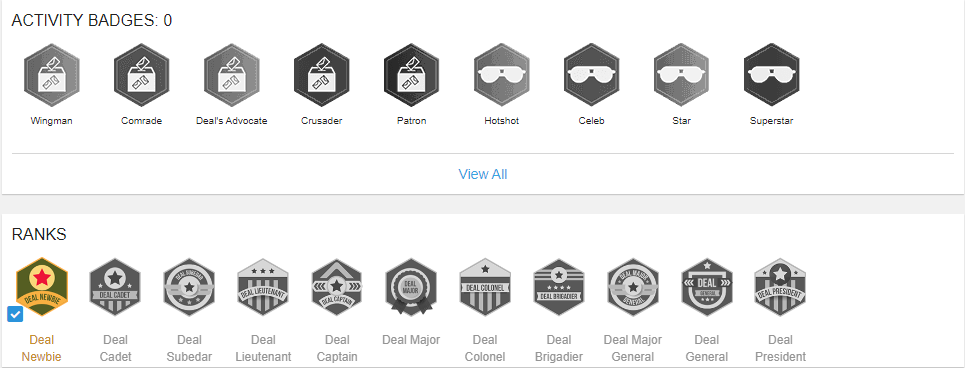 ACTIVITY BADGES: 0
Wingman Comrade Deal's Advocate Crusader Patron Hotshot Celeb Star Superstar
View All
RANKS
DEAL NEWBIE
DEAL CADET
DEAL SUBEDAR
DEAL LIEUTENANT
DEAL CAPTAIN
DEAL MAJOR
DEAL COLONEL
DEAL BRIGADIER
DEAL MAJOR GENERAL
DEAL GENERAL
DEAL PRESIDENT
Deal Newbie
Deal Cadet
Deal Subedar
Deal Lieutenant
Deal Captain
Deal Major
Deal Colonel
Deal Brigadier
Deal Major General
Deal General
Deal President